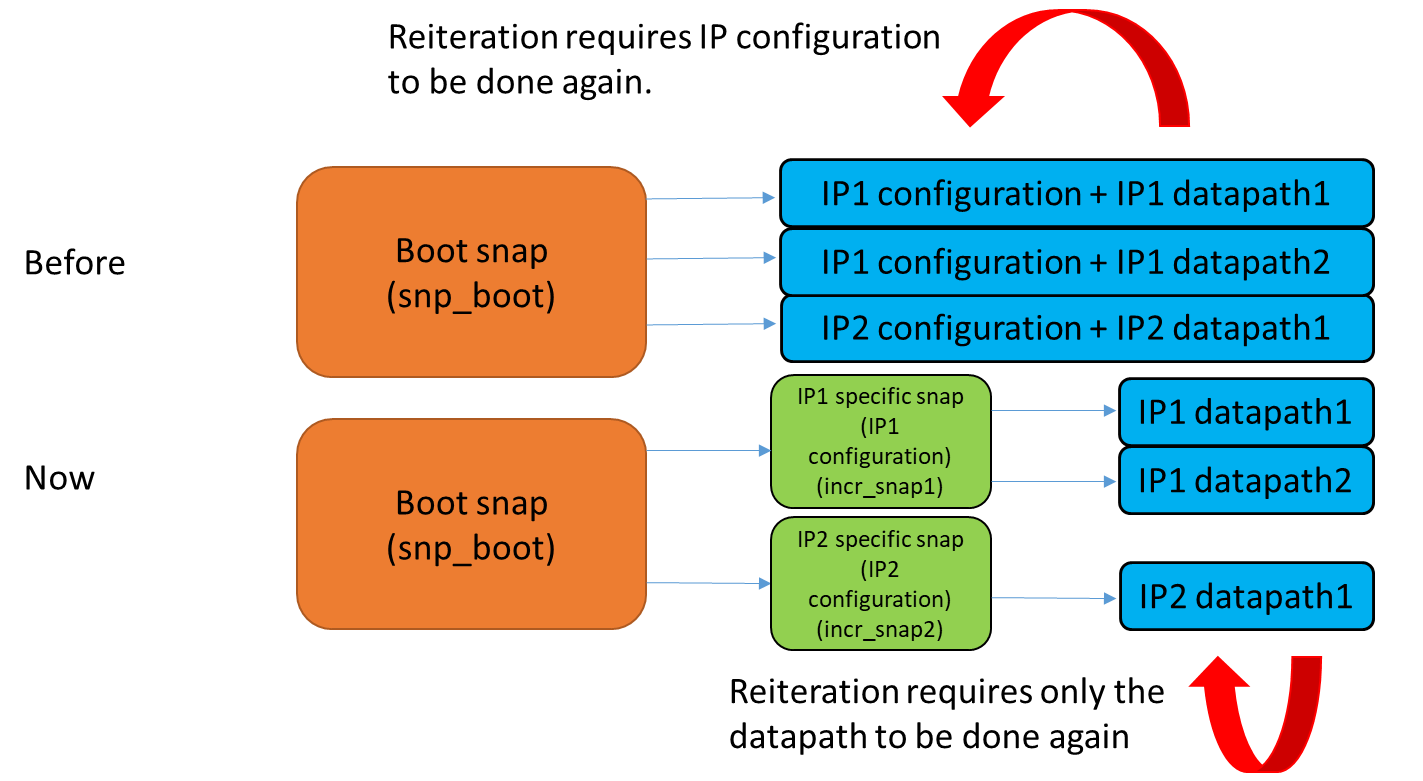 Reiteration requires IP configuration
to be done again.
Before
Boot snap
(snp_boot)
IP1 configuration + IP1 datapath1
IP1 configuration + IP1 datapath2
IP2 configuration + IP2 datapath1
Now
Boot snap
(snp_boot)
IP1 specific snap
(IP1
configuration)
(incr_snap1)
IP1 datapath1
IP1 datapath2
IP2 specific snap
(IP2
configuration)
(incr_snap2)
IP2 datapath1
Reiteration requires only the
datapath to be done again